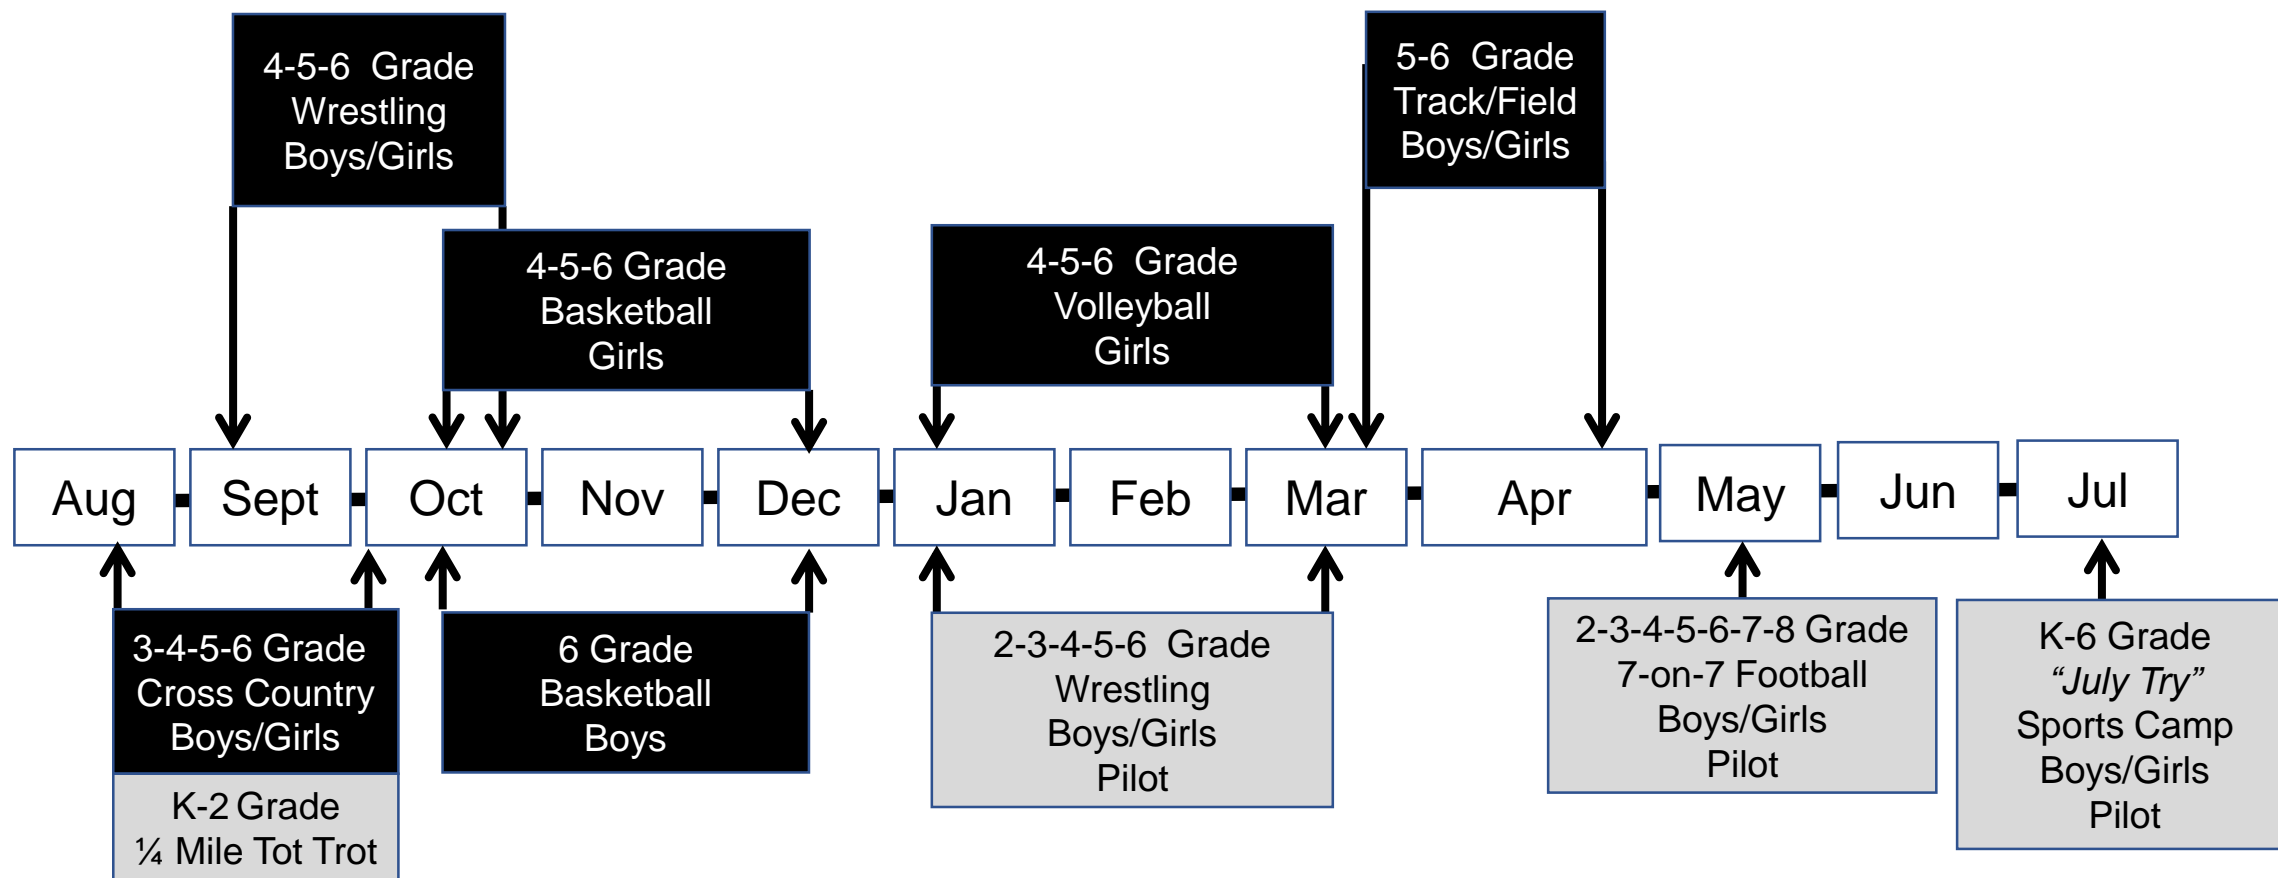 4-5-6 Grade
Wrestling
Boys/Girls
5-6 Grade
Track/Field
Boys/Girls
4-5-6 Grade
Basketball
Girls
4-5-6 Grade
Volleyball
Girls
Aug
Sept
Oct
Nov
Dec
Jan
Feb
Mar
Apr
May
Jun
Jul
3-4-5-6 Grade
Cross Country
Boys/Girls
K-2 Grade
¼ Mile Tot Trot
6 Grade
Basketball
Boys
2-3-4-5-6 Grade
Wrestling
Boys/Girls
Pilot
2-3-4-5-6-7-8 Grade
7-on-7 Football
Boys/Girls
Pilot
K-6 Grade
“July Try”
Sports Camp
Boys/Girls
Pilot